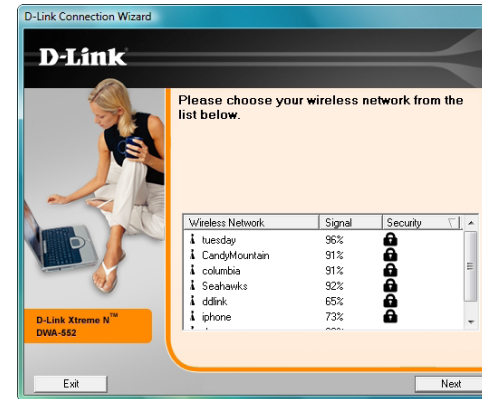 D-Link Connection Wizard
D-Link
Please choose your wireless network from the
list below.
Wireless Network Signal Security
tuesday 96%
CandyMountain 91%
columbia 91%
Seahawks 92%
ddlink 65%
iphone 73%
D-Link Xtreme N™
DWA-552
Exit Next